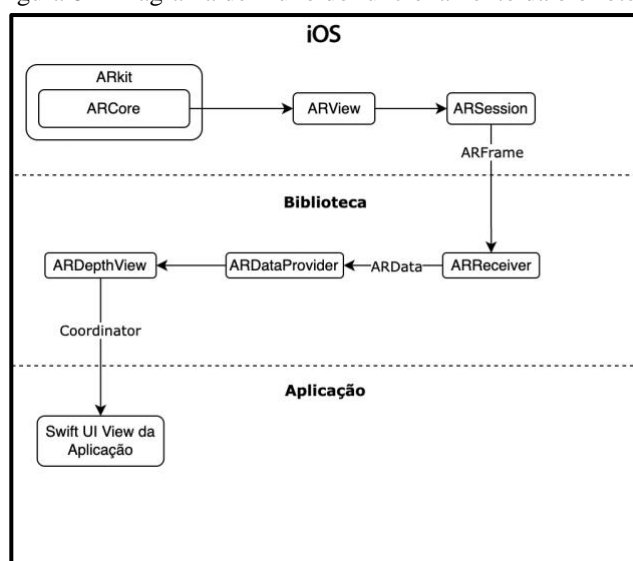 iOS
ARkit
ARCore
ARView
ARSession
ARFrame
Biblioteca
ARDepthView
ARDataProvider
ARData
ARReceiver
Coordinator
Aplicação
Swift UI View da
Aplicação